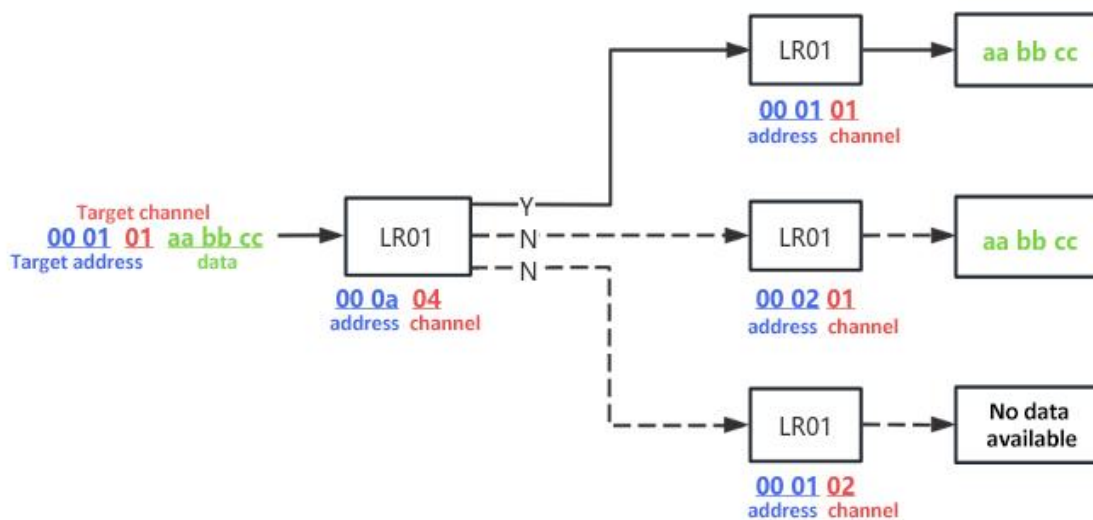 LR01
aa bb cc
00 01 01
address channel
Target channel
00 01 01 aa bb cc
Target address data
LR01
00 0a 04
address channel
Y
N
N
LR01
aa bb cc
00 02 01
address channel
LR01
No data
available
00 01 02
address channel